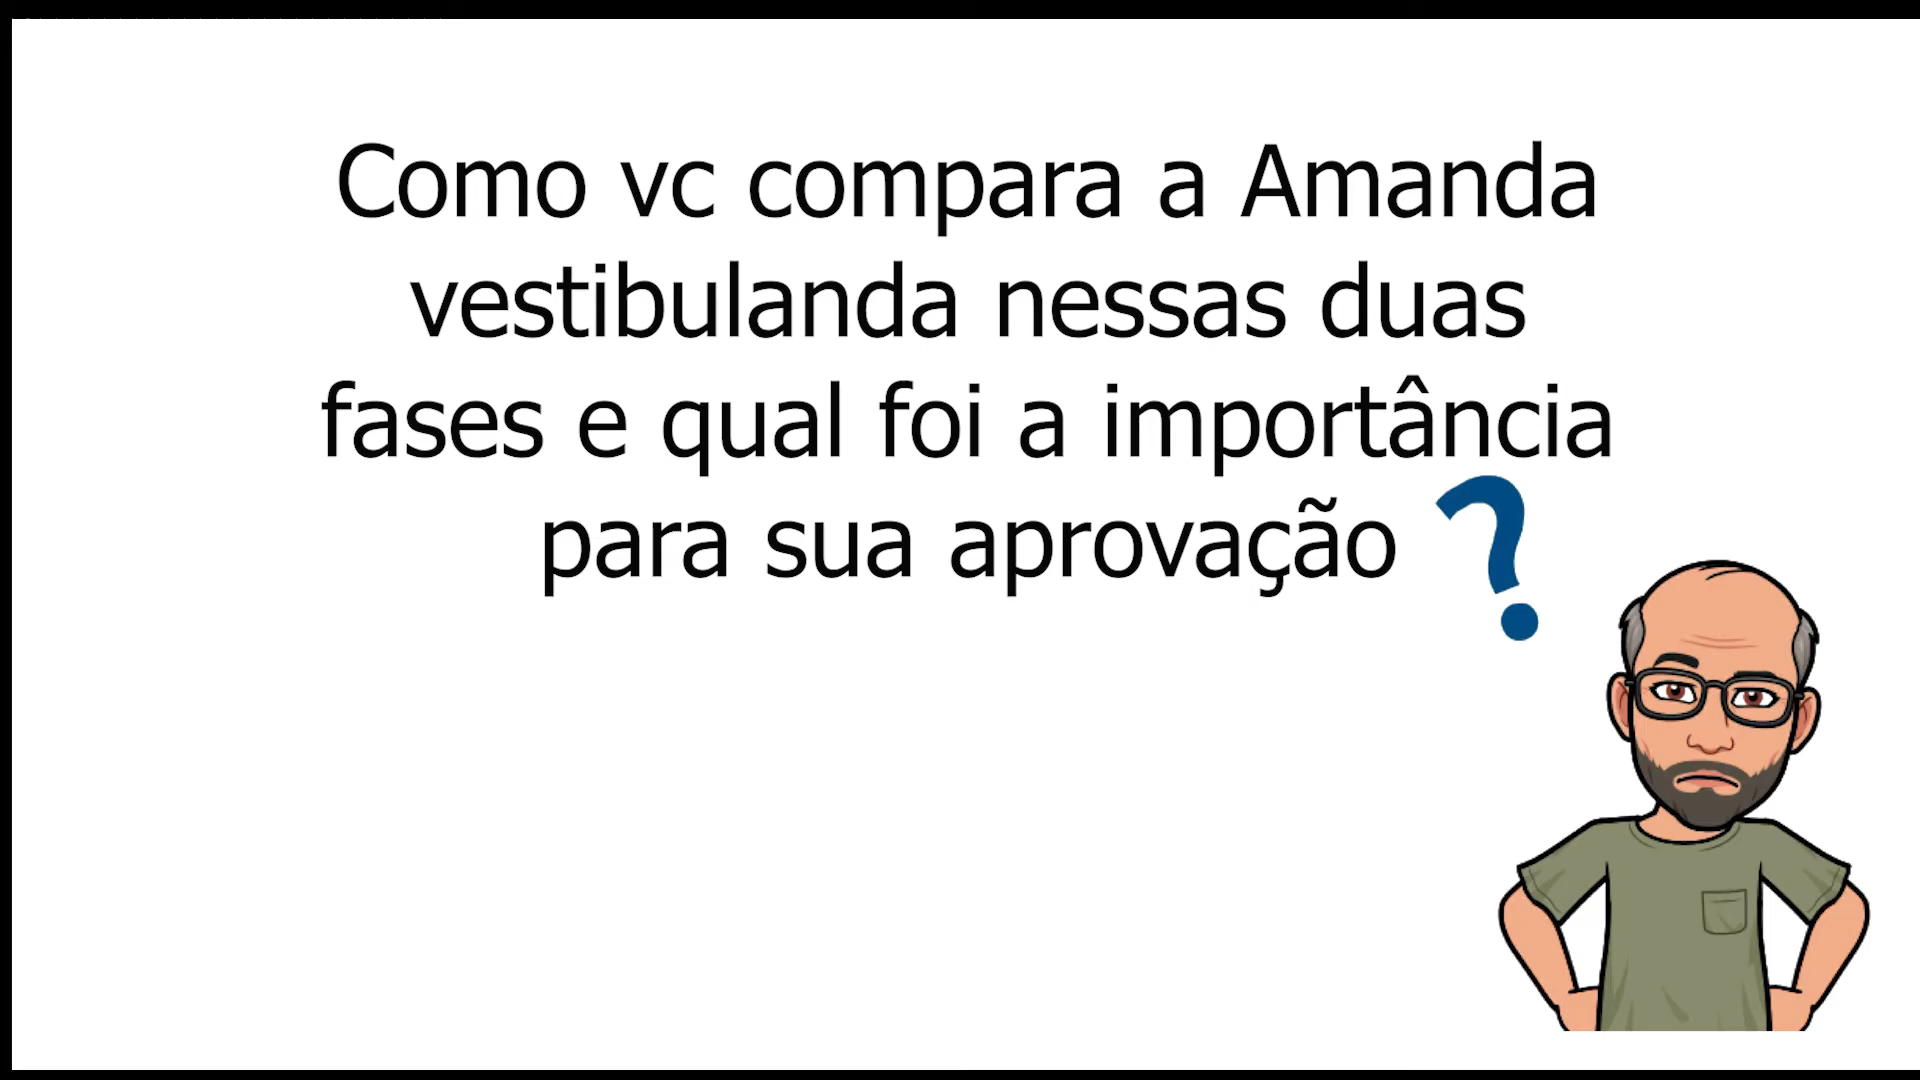 Como vc compara a Amanda
vestibulanda nessas duas
fases e qual foi a importância
para sua aprovação ?